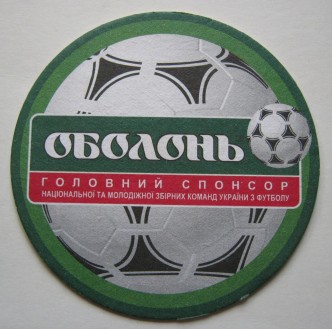 ОБОЛОНЬ
ГОЛОВНИЙ СПОНСОР
НАЦІОНАЛЬНОЇ ТА МОЛОДІЖНОЇ ЗБІРНИХ КОМАНД УКРАЇНИ З ФУТБОЛУ